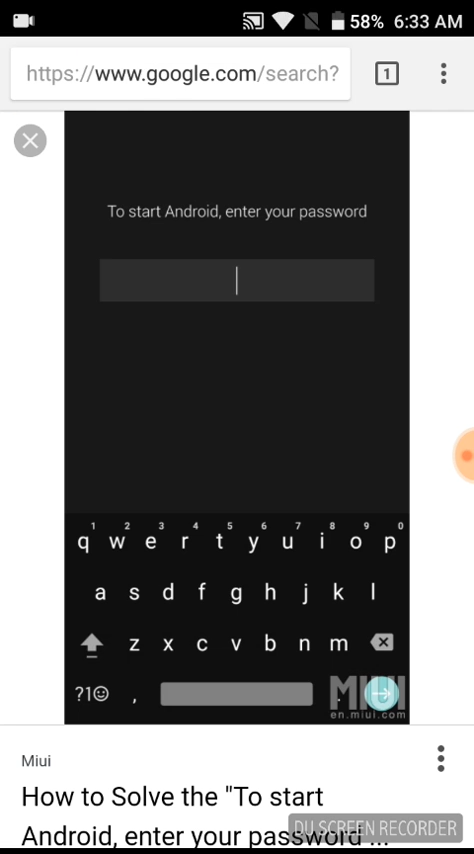 58% 6:33 AM
https://www.google.com/search?
1
To start Android, enter your password
1 2 3 4 5 6 7 8 9 0
q w e r t y u i o p
a s d f g h j k l
z x c v b n m
?1☺ , .
MIUI
en.miui.com
Miui
How to Solve the "To start
Android, enter your password ...
DU SCREEN RECORDER